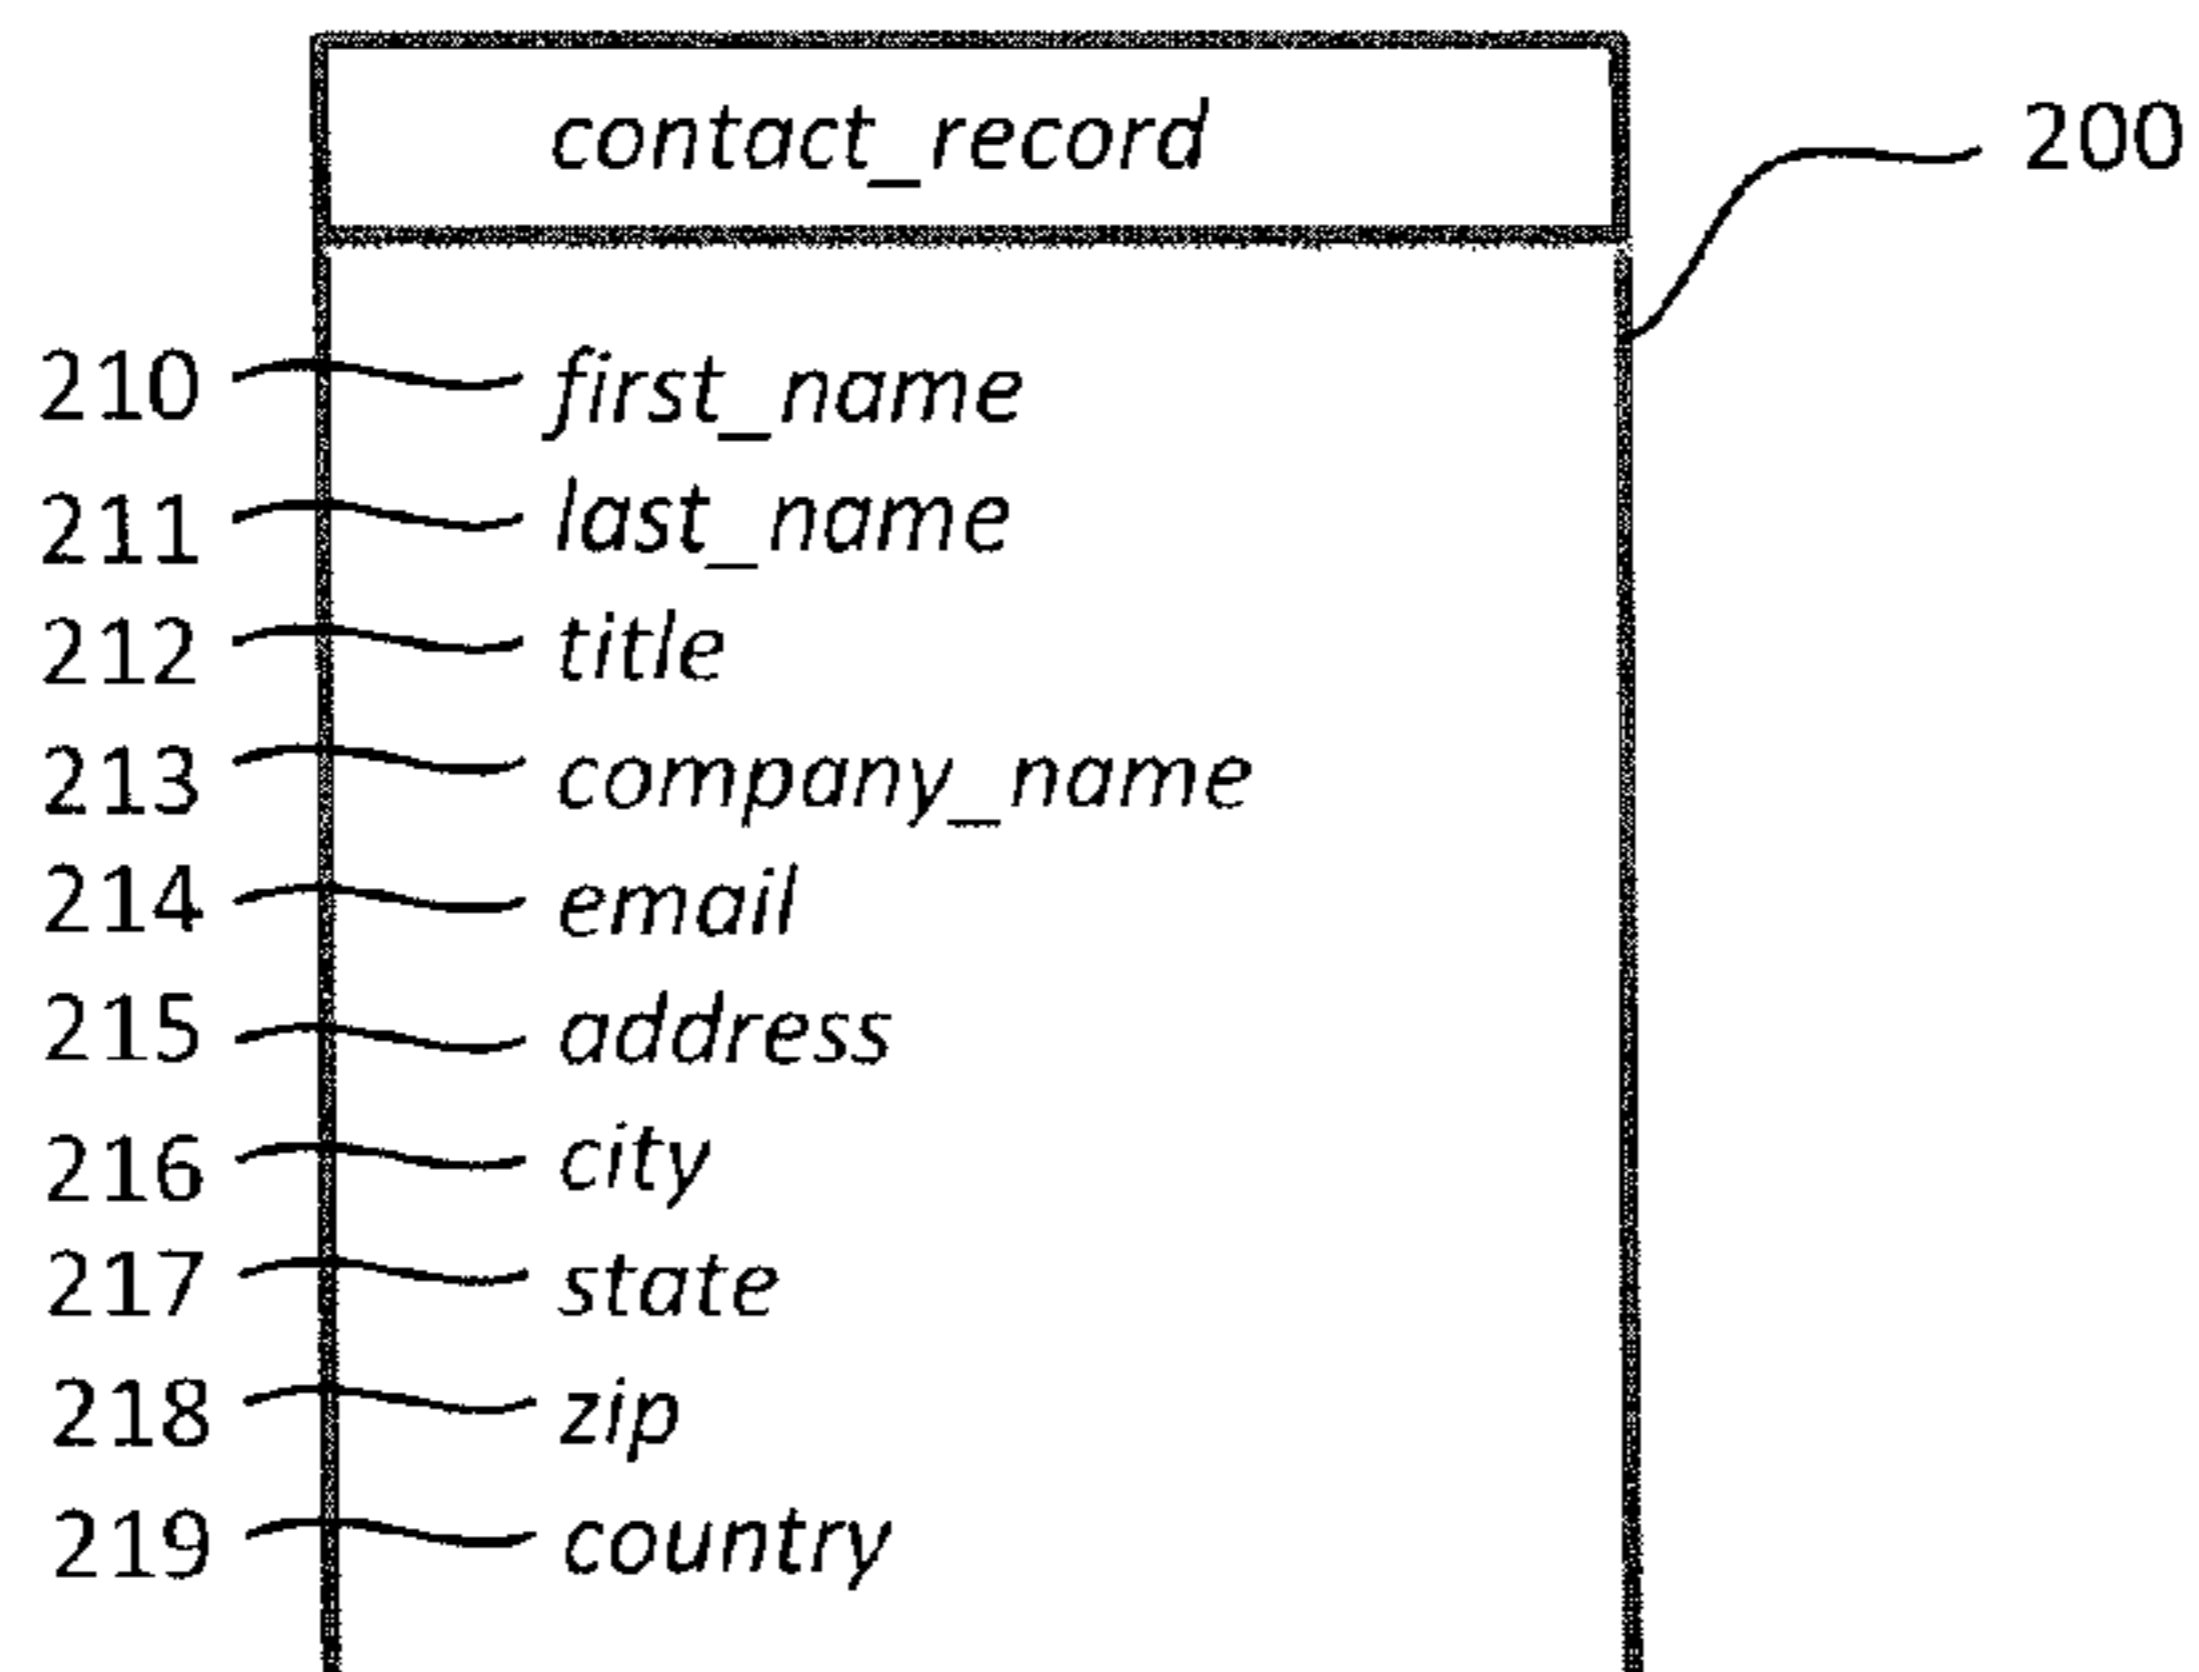 contact_record 200
210 first_name
211 last_name
212 title
213 company_name
214 email
215 address
216 city
217 state
218 zip
219 country